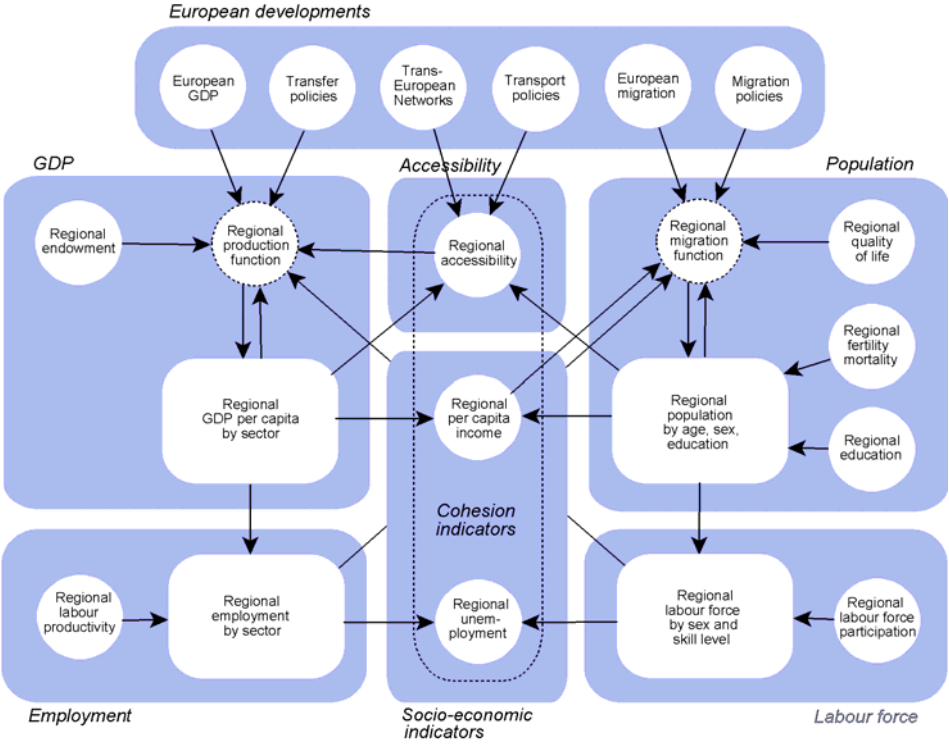 European developments
European
GDP
Transfer
policies
Trans-
European
Networks
Transport
policies
European
migration
Migration
policies
GDP
Accessibility
Population
Regional
endowment
Regional
production
function
Regional
accessibility
Regional
migration
function
Regional
quality
of life
Regional
fertility
mortality
Regional
GDP per capita
by sector
Regional
per capita
income
Regional
population
by age, sex,
education
Regional
education
Cohesion
indicators
Regional
labour
productivity
Regional
employment
by sector
Regional
unem-
ployment
Regional
labour force
by sex and
skill level
Regional
labour force
participation
Employment
Socio-economic
indicators
Labour force